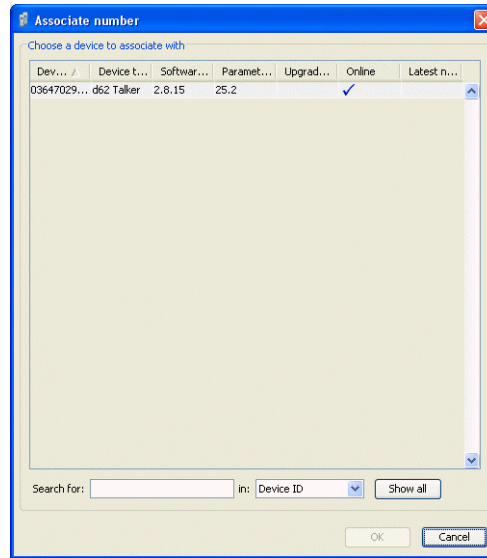 Associate number
Choose a device to associate with
Dev... Device t... Softwar... Paramet... Upgrad... Online Latest n...
03647029... d62 Talker 2.8.15 25.2
Search for: in: Device ID Show all
OK Cancel